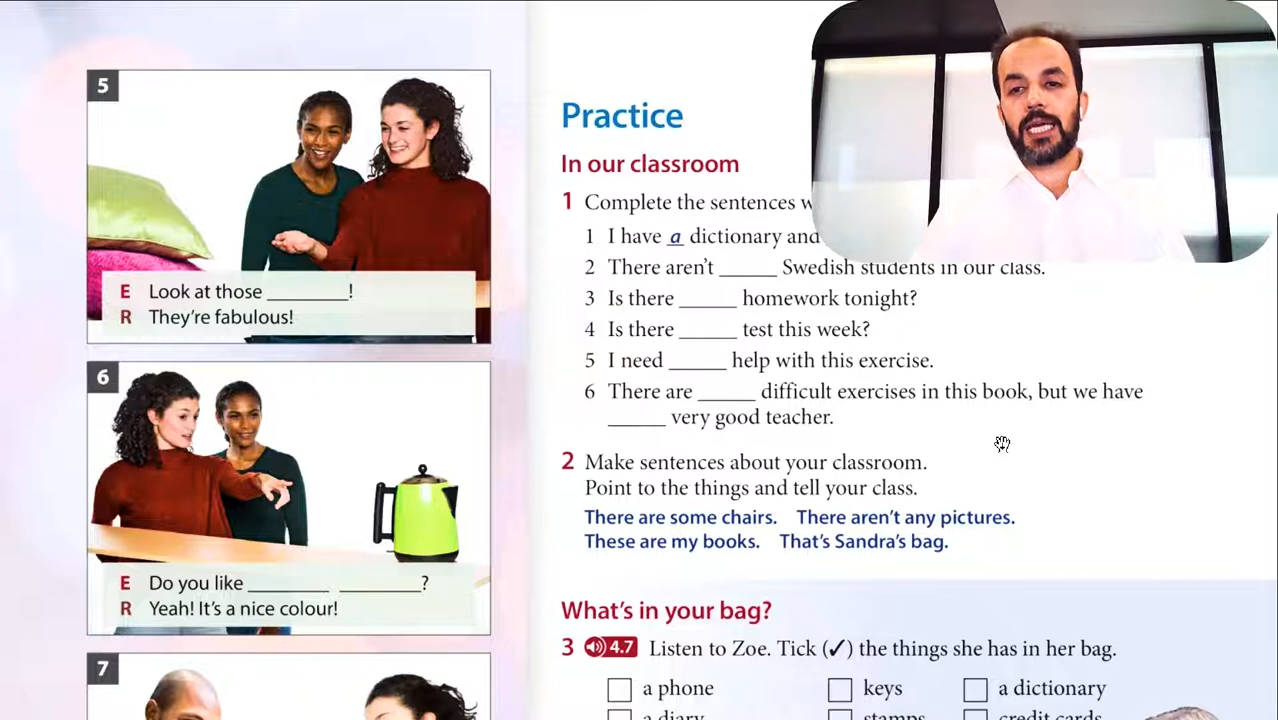 5
E Look at those ________!
R They're fabulous!
6
E Do you like ________ ________?
R Yeah! It's a nice colour!
7
Practice
In our classroom
1 Complete the sentences
1 I have a dictionary and
2 There aren't ______ Swedish students in our class.
3 Is there ______ homework tonight?
4 Is there ______ test this week?
5 I need ______ help with this exercise.
6 There are ______ difficult exercises in this book, but we have
______ very good teacher.
2 Make sentences about your classroom.
Point to the things and tell your class.
There are some chairs. There aren't any pictures.
These are my books. That's Sandra's bag.
What's in your bag?
3 4.7 Listen to Zoe. Tick (✓) the things she has in her bag.
a phone keys a dictionary
a diary stamps credit cards